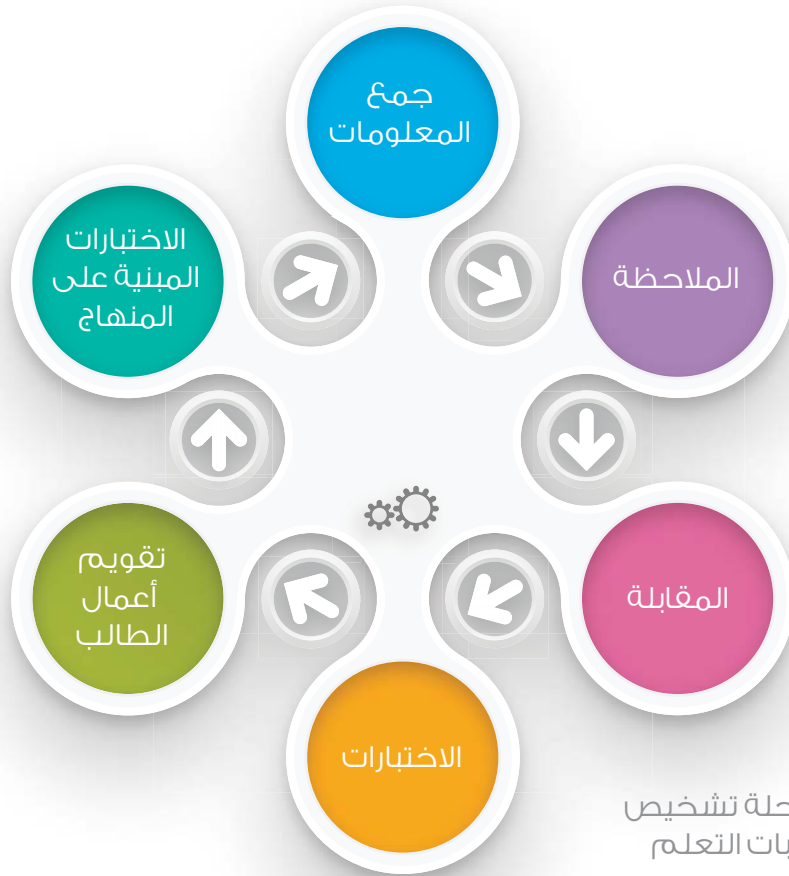 جمع
المعلومات
الملاحظة
المقابلة
الاختبارات
تقويم
أعمال
الطالب
الاختبارات
المبنية على
المنهاج
تشخيص
التعلم